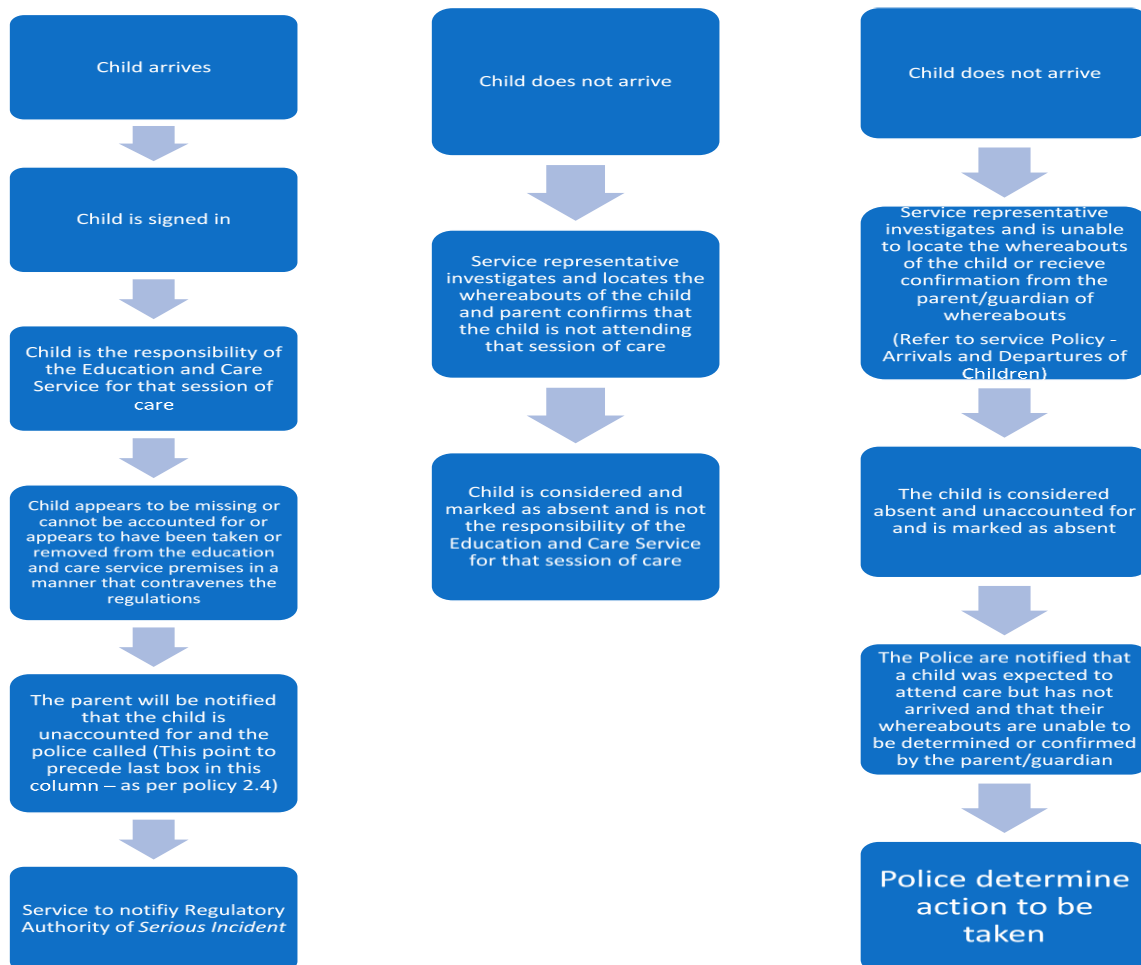 Child arrives
Child is signed in
Child is the responsibility of
the Education and Care
Service for that session of
care
Child appears to be missing or
cannot be accounted for or
appears to have been taken or
removed from the education
and care service premises in a
manner that contravenes the
regulations
The parent will be notified
that the child is
unaccounted for and the
police called (This point to
precede last box in this
column – as per policy 2.4)
Service to notifiy Regulatory
Authority of Serious Incident
Child does not arrive
Service representative
investigates and locates the
whereabouts of the child
and parent confirms that
the child is not attending
that session of care
Child is considered and
marked as absent and is not
the responsibility of the
Education and Care Service
for that session of care
Child does not arrive
Service representative
investigates and is unable
to locate the whereabouts
of the child or recieve
confirmation from the
parent/guardian of
whereabouts
(Refer to service Policy -
Arrivals and Departures of
Children)
The child is considered
absent and unaccounted for
and is marked as absent
The Police are notified that
a child was expected to
attend care but has not
arrived and that their
whereabouts are unable to
be determined or confirmed
by the parent/guardian
Police determine
action to be
taken